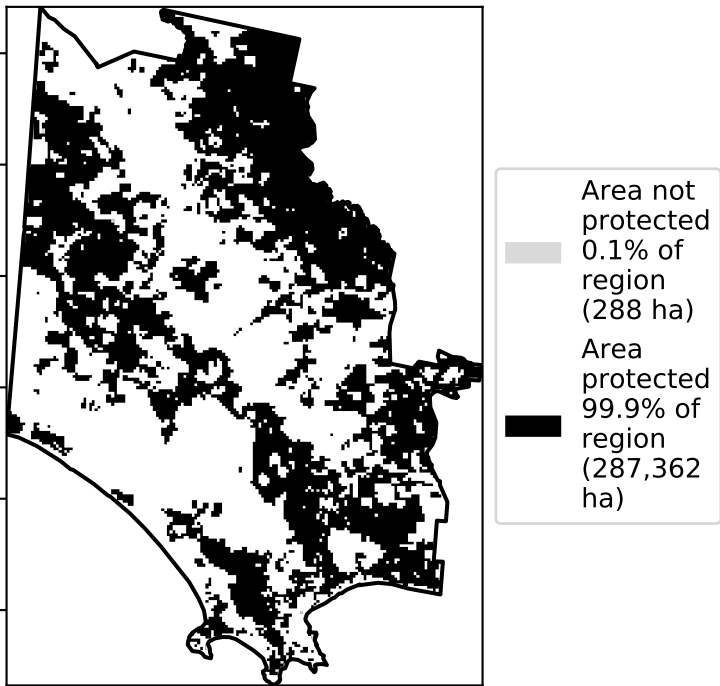 Area not
protected
0.1% of
region
(288 ha)
Area
protected
99.9% of
region
(287,362
ha)